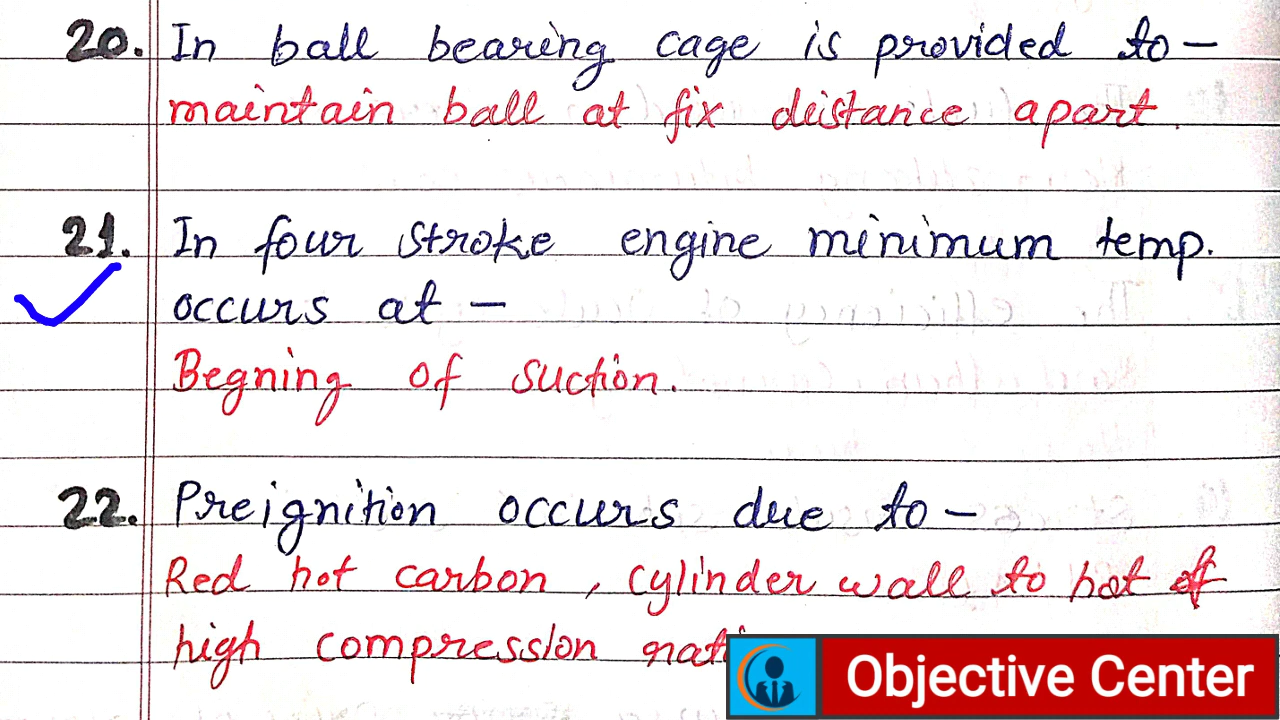 20. In ball bearing cage is provided to –
maintain ball at fix distance apart.
21. In four stroke engine minimum temp.
occurs at –
Begning of suction.
22. Preignition occurs due to –
Red hot carbon, cylinder wall to hot of
high compression
Objective Center